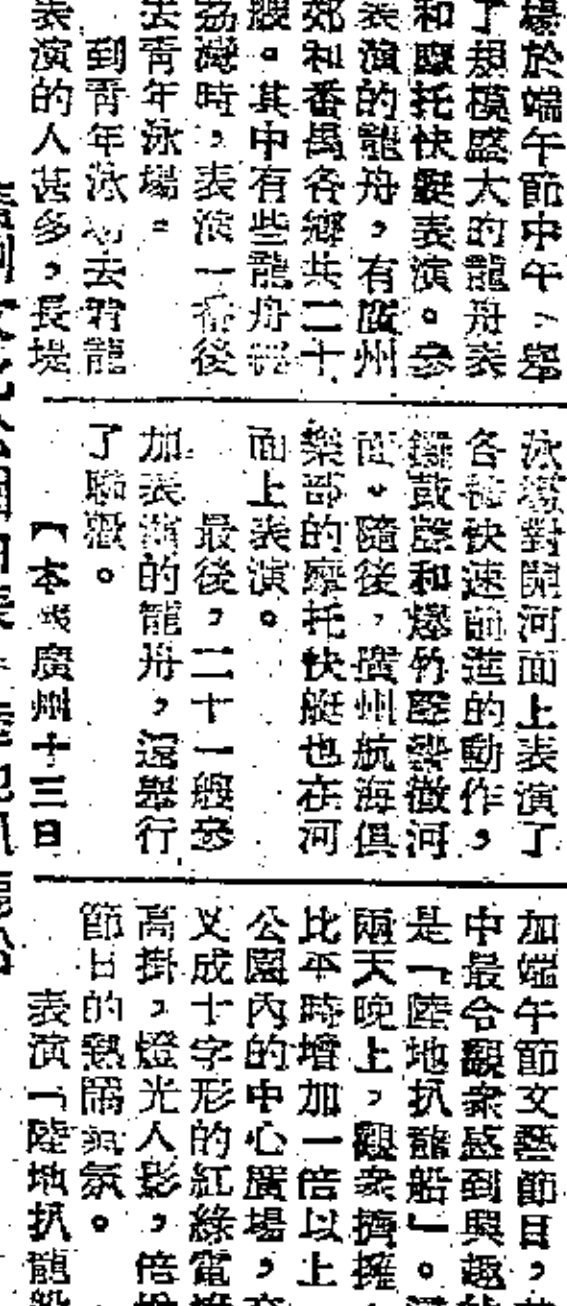 場於端午節中午、舉
了規模盛大的龍舟表
和摩托快艇表演。參
表演的龍舟，有廣州
郊和番禺各鄉共二十
艘。其中有些龍舟
荔灣時，表演一番後
去青年泳場。
到青年泳場去看龍
表演的人甚多，長堤
泳場對開河面上表演了
各種快速前進的動作，
鑼鼓聲和爆竹聲響徹河
面。隨後，廣州航海俱
樂部的摩托快艇也在河
面上表演。
最後，二十一艘參
加表演的龍舟，還舉行
了聯歡。
【本報廣州十三日
加端午節文藝節目，
中最令觀衆感到興趣
是「陸地扒龍船」。
兩天晚上，觀衆擠擁，
比平時增加一倍以上
公園內的中心廣場，
叉成十字形的紅綠電
高掛，燈光人影，倍
節日的熱鬧氣氛。
表演「陸地扒龍